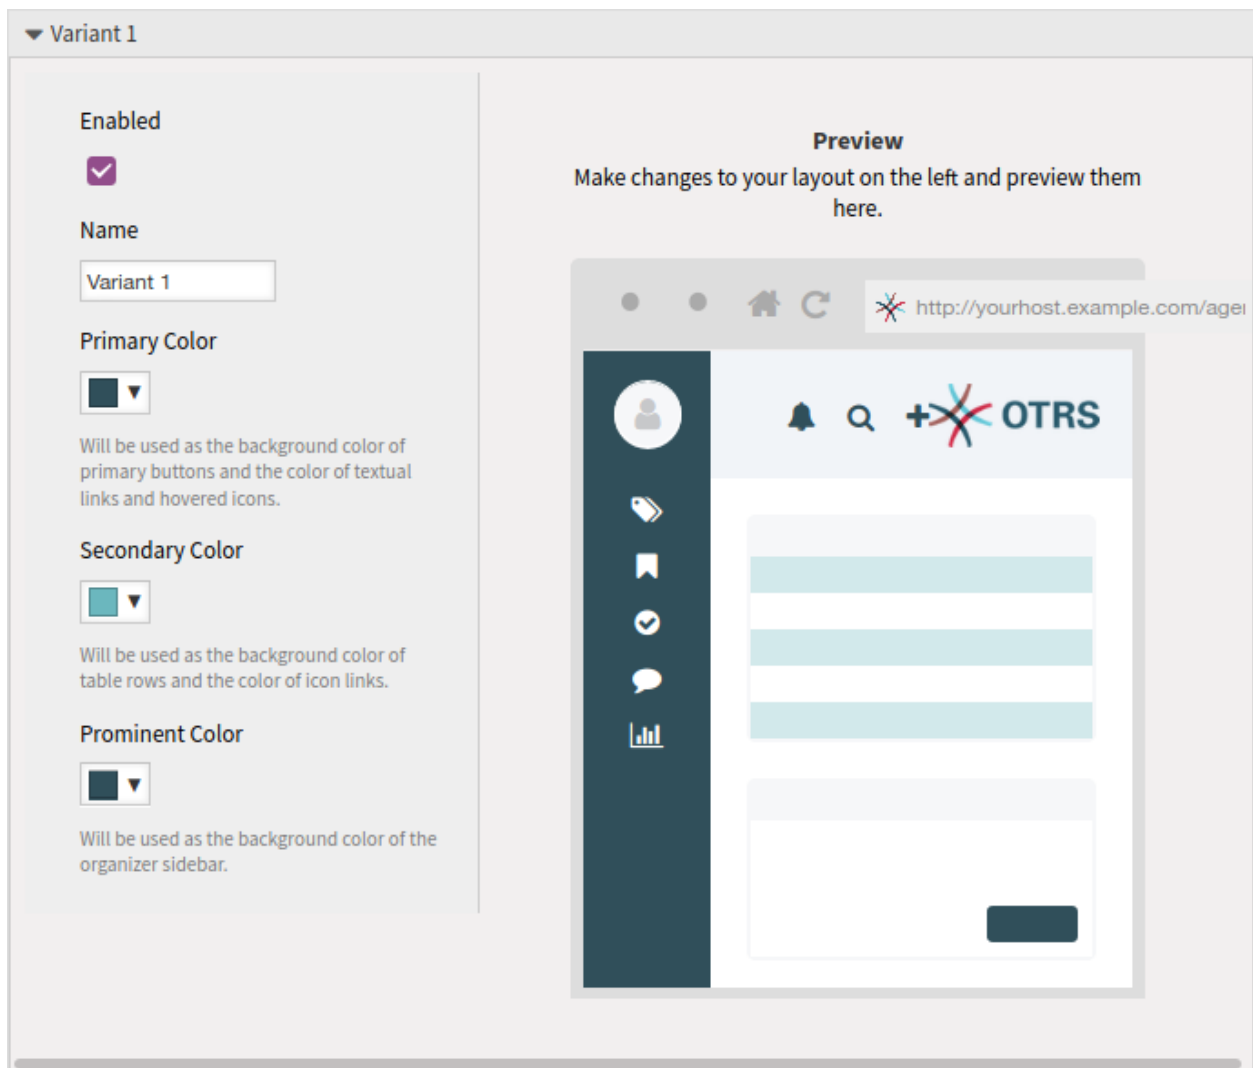 Variant 1
Enabled
Name
Variant 1
Primary Color
Will be used as the background color of
primary buttons and the color of textual
links and hovered icons.
Secondary Color
Will be used as the background color of
table rows and the color of icon links.
Prominent Color
Will be used as the background color of the
organizer sidebar.
Preview
Make changes to your layout on the left and preview them
here.
http://yourhost.example.com/agen
OTRS